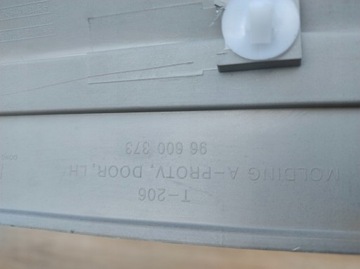 T-206
MOLDING A-PROTV, DOOR, LH
96 600 373